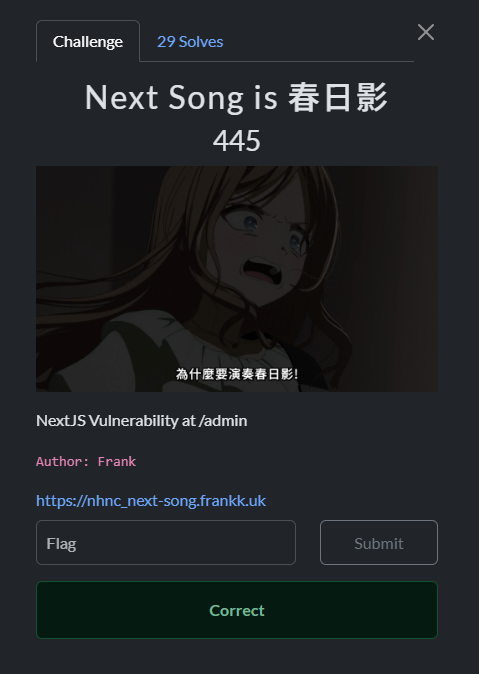 Challenge
29 Solves
Next Song is 春日影
445
為什麼要演奏春日影!
NextJS Vulnerability at /admin
Author: Frank
https://nhnc_next-song.frankk.uk
Flag
Submit
Correct